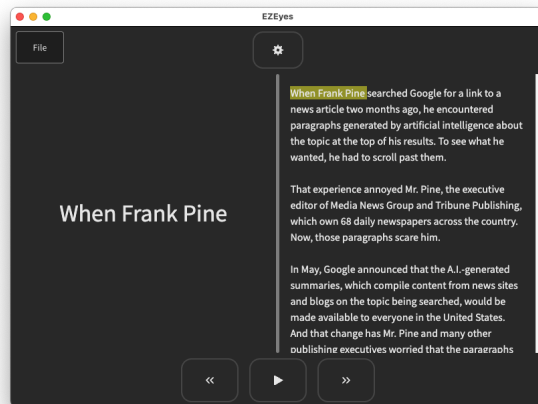 EZEyes
File
When Frank Pine
When Frank Pine searched Google for a link to a
news article two months ago, he encountered
paragraphs generated by artificial intelligence about
the topic at the top of his results. To see what he
wanted, he had to scroll past them.
That experience annoyed Mr. Pine, the executive
editor of Media News Group and Tribune Publishing,
which own 68 daily newspapers across the country.
Now, those paragraphs scare him.
In May, Google announced that the A.I.-generated
summaries, which compile content from news sites
and blogs on the topic being searched, would be
made available to everyone in the United States.
And that change has Mr. Pine and many other
publishing executives worried that the paragraphs